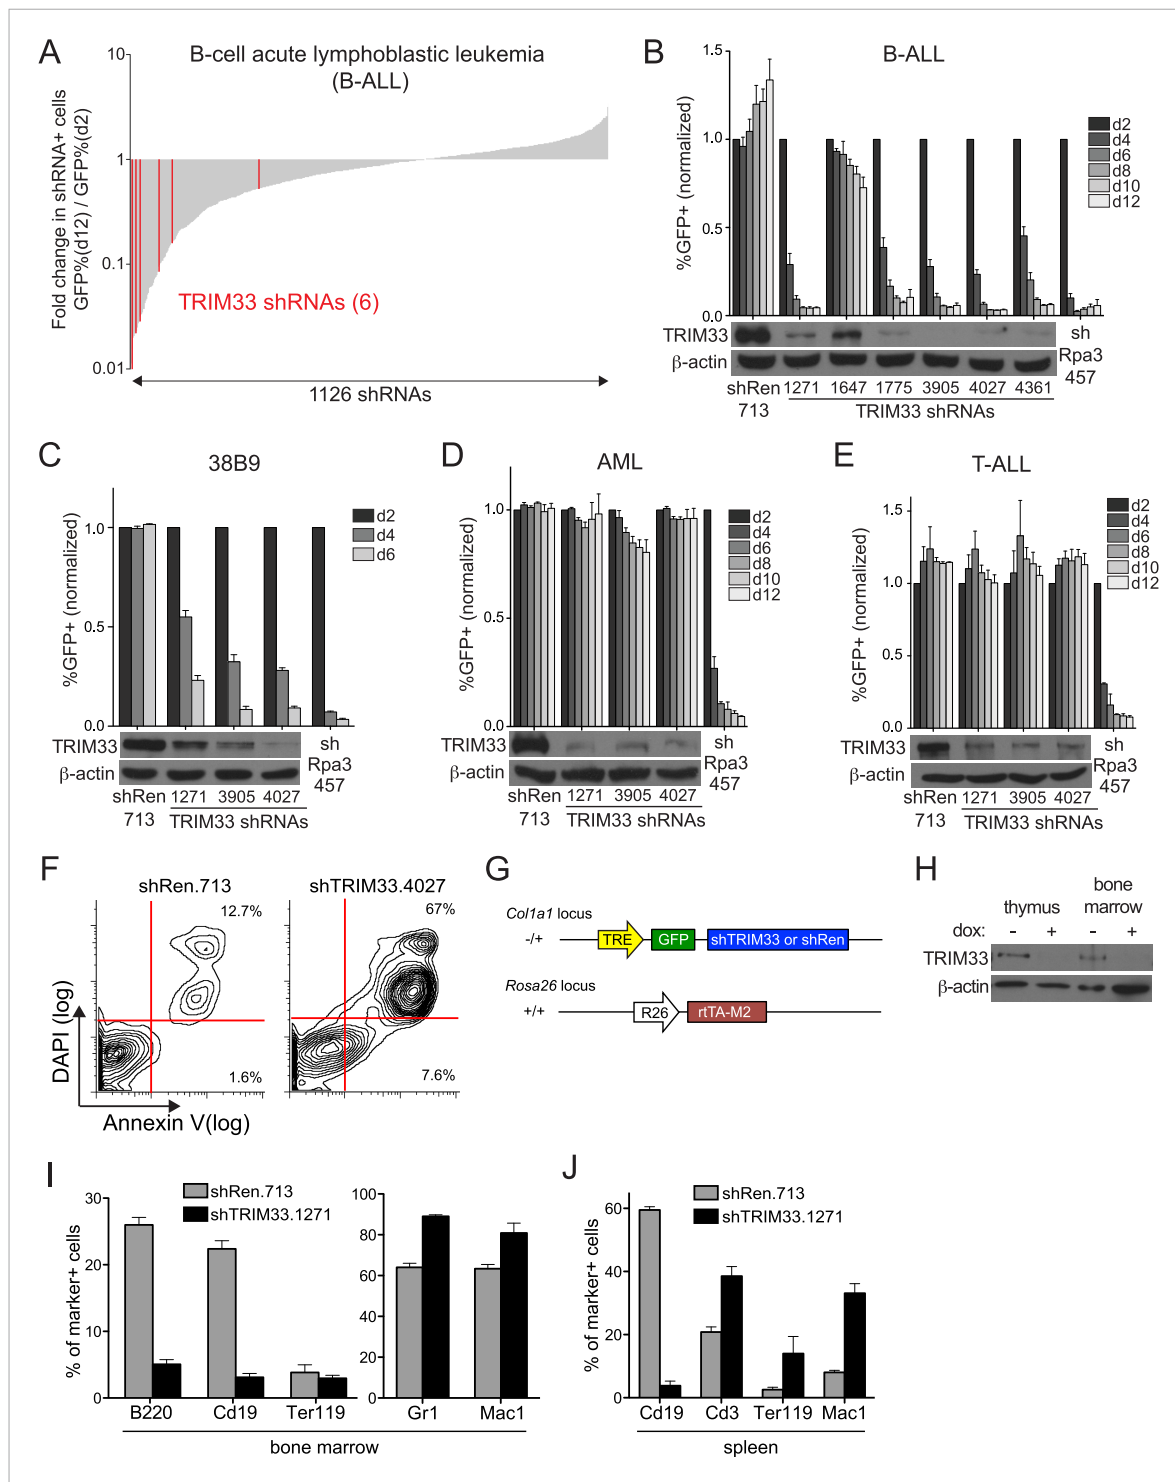 A
B-cell acute lymphoblastic leukemia
(B-ALL)
Fold change in shRNA+ cells
GFP%(d12) / GFP%(d2)
10
1
0.1
0.01
TRIM33 shRNAs (6)
1126 shRNAs
B
B-ALL
%GFP+ (normalized)
1.5
1.0
0.5
0.0
d2
d4
d6
d8
d10
d12
TRIM33
β-actin
shRen
713
1271 1647 1775 3905 4027 4361
TRIM33 shRNAs
sh
Rpa3
457
C
38B9
%GFP+ (normalized)
1.0
0.5
0.0
d2
d4
d6
TRIM33
β-actin
shRen
713
1271 3905 4027
TRIM33 shRNAs
sh
Rpa3
457
D
AML
%GFP+ (normalized)
1.0
0.5
0.0
d2
d4
d6
d8
d10
d12
TRIM33
β-actin
shRen
713
1271 3905 4027
TRIM33 shRNAs
sh
Rpa3
457
E
T-ALL
%GFP+ (normalized)
1.5
1.0
0.5
0.0
d2
d4
d6
d8
d10
d12
TRIM33
β-actin
shRen
713
1271 3905 4027
TRIM33 shRNAs
sh
Rpa3
457
F
shRen.713
12.7%
1.6%
shTRIM33.4027
67%
7.6%
DAPI (log)
Annexin V(log)
G
Col1a1 locus
-/+
TRE
GFP
shTRIM33 or shRen
Rosa26 locus
+/+
R26
rtTA-M2
H
thymus
bone
marrow
dox: - + - +
TRIM33
β-actin
I
shRen.713
shTRIM33.1271
% of marker+ cells
30
20
10
0
B220 Cd19 Ter119
100
80
60
40
20
0
Gr1 Mac1
bone marrow
J
shRen.713
shTRIM33.1271
% of marker+ cells
60
40
20
0
Cd19 Cd3 Ter119 Mac1
spleen